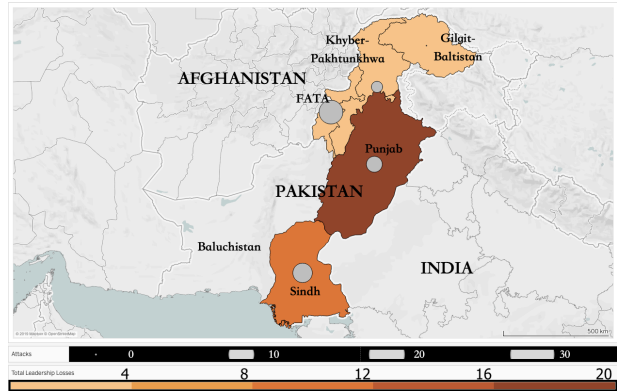 Khyber-
Pakhtunkhwa
Gilgit-
Baltistan
AFGHANISTAN
FATA
Punjab
PAKISTAN
Baluchistan
INDIA
Sindh
500 km
Attacks 0 10 20 30
Total Leadership Losses 4 8 12 16 20